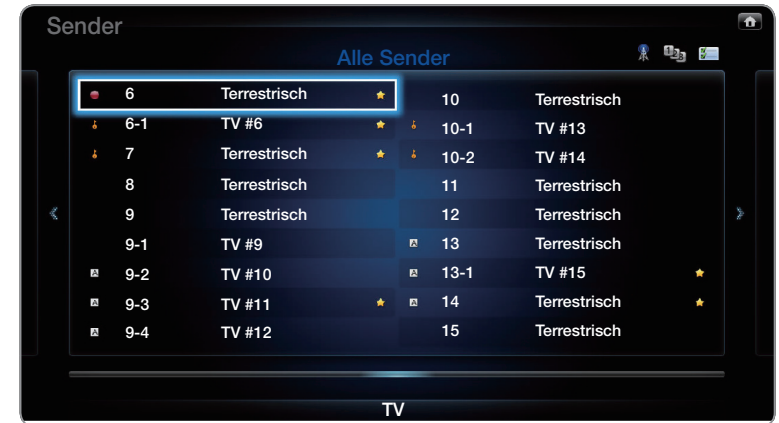 Sender
Alle Sender
6 Terrestrisch
6-1 TV #6
7 Terrestrisch
8 Terrestrisch
9 Terrestrisch
9-1 TV #9
A 9-2 TV #10
A 9-3 TV #11
A 9-4 TV #12
10 Terrestrisch
10-1 TV #13
10-2 TV #14
11 Terrestrisch
12 Terrestrisch
A 13 Terrestrisch
A 13-1 TV #15
A 14 Terrestrisch
15 Terrestrisch
TV